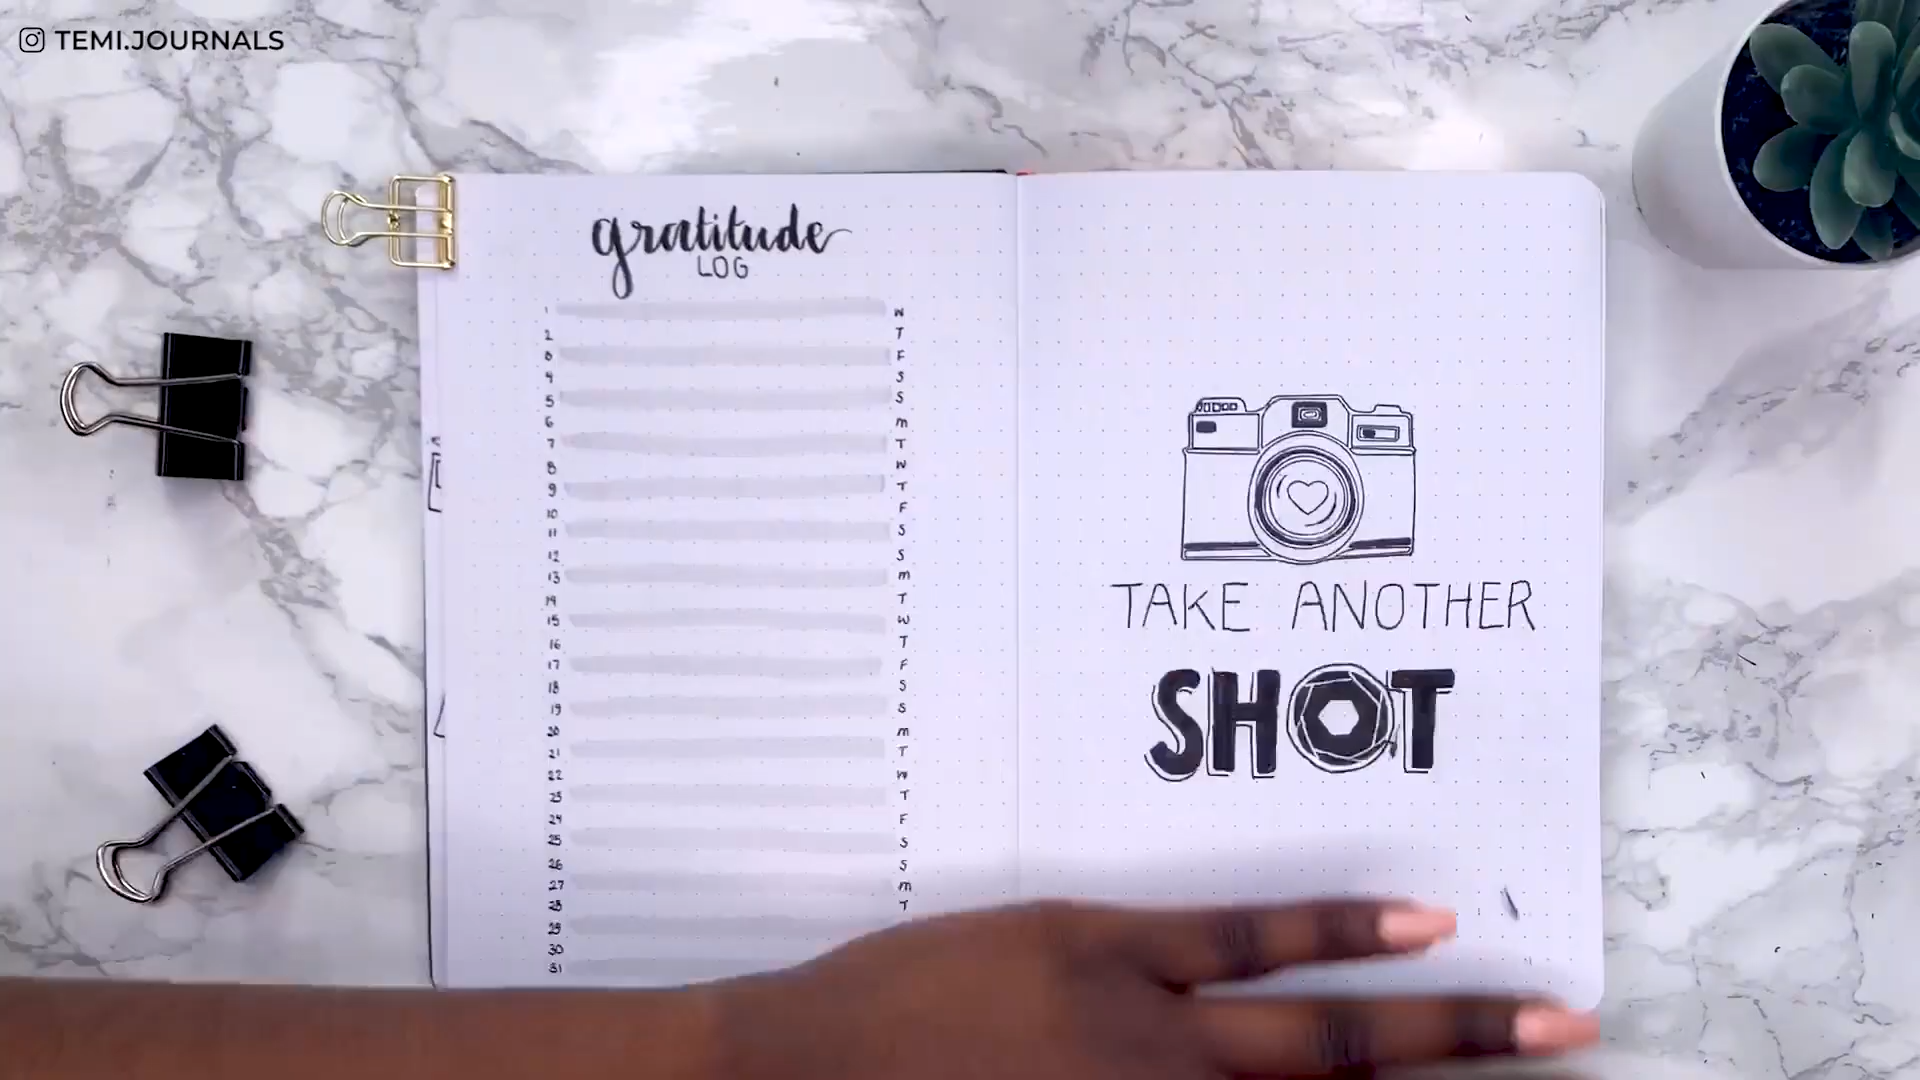 TEMI.JOURNALS
gratitude
LOG
1 W
2 T
3 F
4 S
5 S
6 m
7 T
8 W
9 T
10 F
11 S
12 S
13 m
14 T
15 W
16 T
17 F
18 S
19 S
20 m
21 T
22 W
23 T
24 F
25 S
26 S
27 m
28 T
29
30
31
TAKE ANOTHER
SHOT